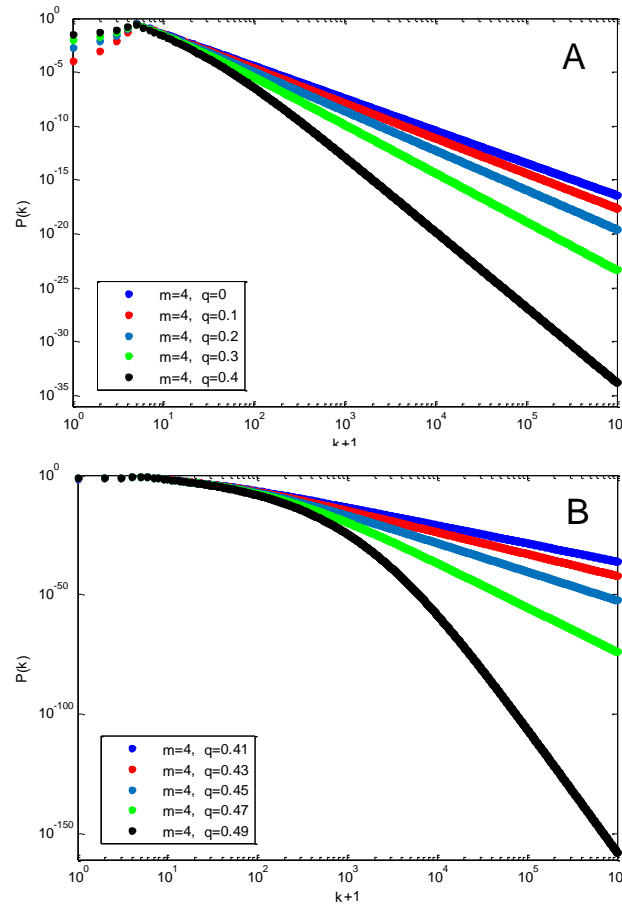 A
10^0
10^-5
10^-10
10^-15
10^-20
10^-25
10^-30
10^-35
P(k)
m=4, q=0
m=4, q=0.1
m=4, q=0.2
m=4, q=0.3
m=4, q=0.4
10^0 10^1 10^2 10^3 10^4 10^5 10
k+1
B
10^0
10^-50
10^-100
10^-150
P(k)
m=4, q=0.41
m=4, q=0.43
m=4, q=0.45
m=4, q=0.47
m=4, q=0.49
10^0 10^1 10^2 10^3 10^4 10^5 10
k+1